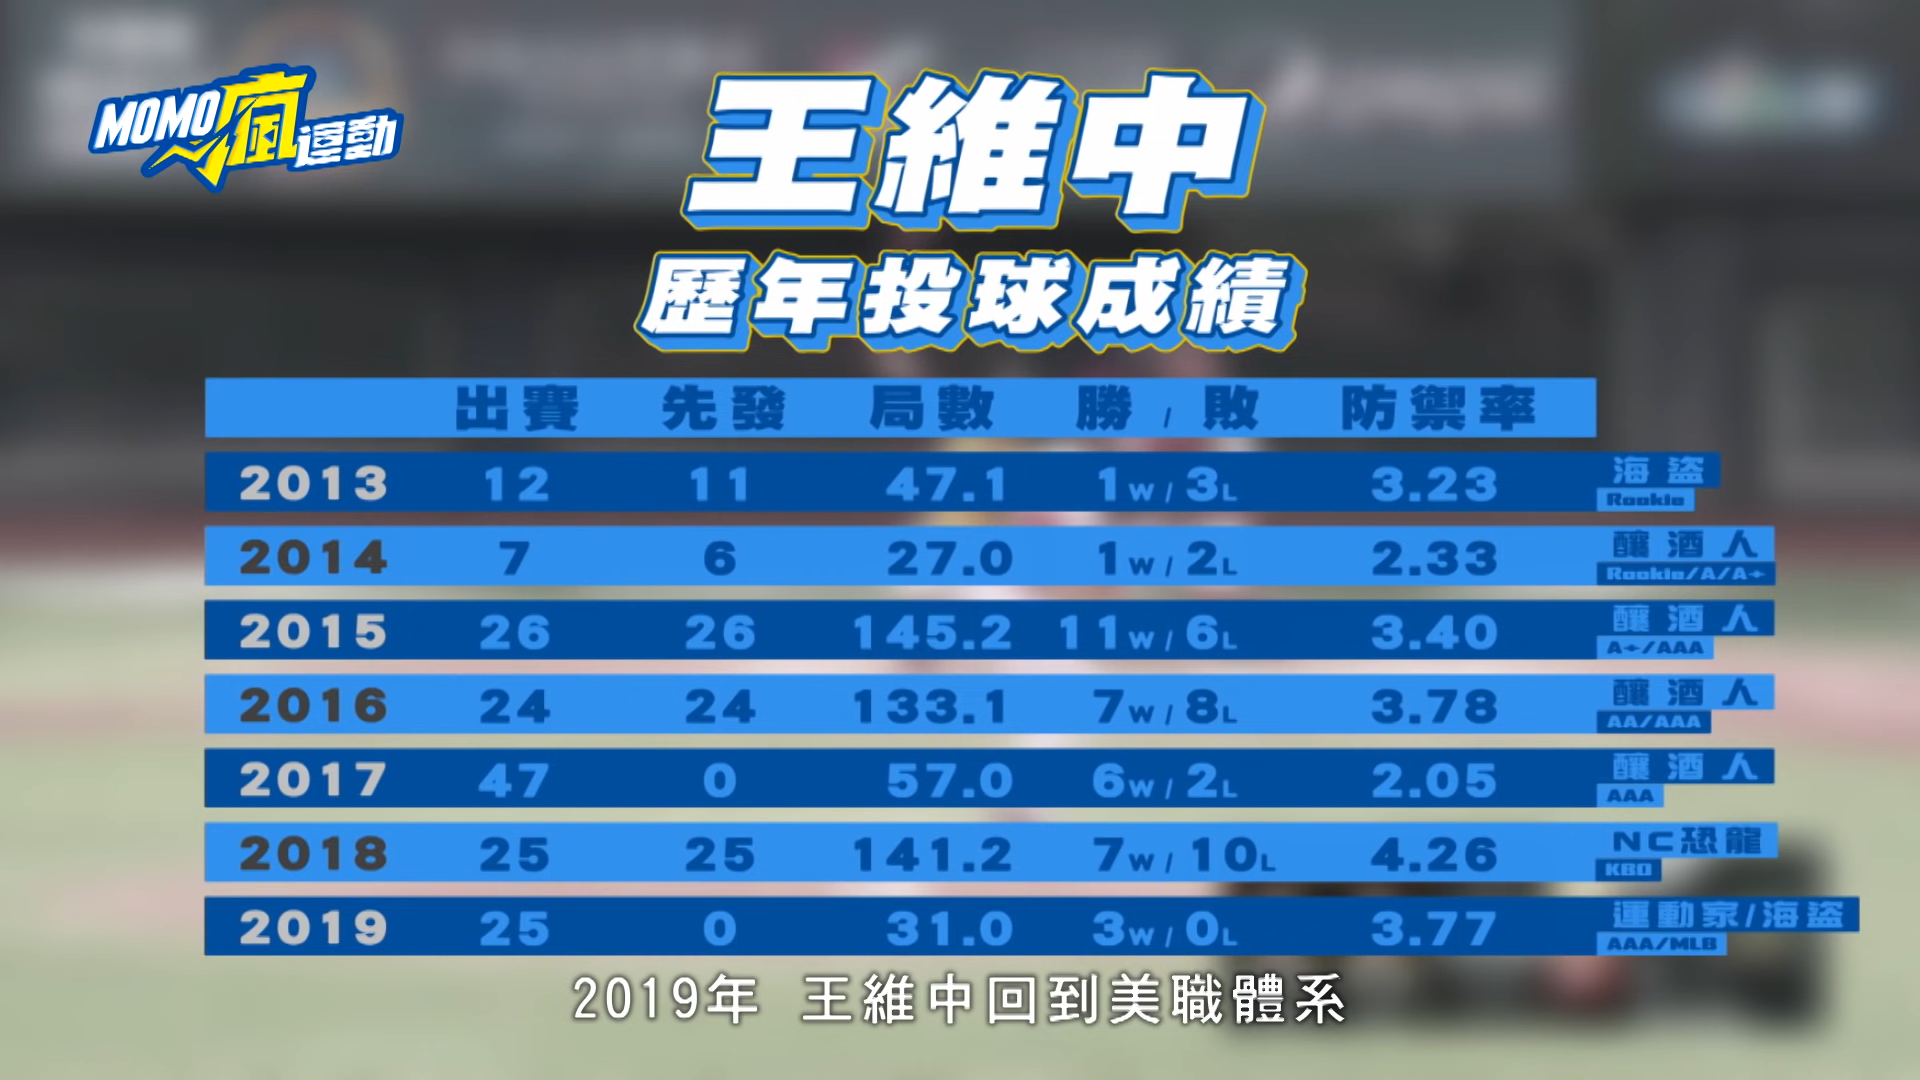 MOMO瘋運動
王維中
歷年投球成績
出賽 先發 局數 勝 / 敗 防禦率
2013 12 11 47.1 1W / 3L 3.23 海盜
Rookie
2014 7 6 27.0 1W / 2L 2.33 釀酒人
Rookie/A/A+
2015 26 26 145.2 11W / 6L 3.40 釀酒人
A+/AAA
2016 24 24 133.1 7W / 8L 3.78 釀酒人
AA/AAA
2017 47 0 57.0 6W / 2L 2.05 釀酒人
AAA
2018 25 25 141.2 7W / 10L 4.26 NC恐龍
KBO
2019 25 0 31.0 3W / 0L 3.77 運動家/海盜
AAA/MLB
2019年 王維中回到美職體系